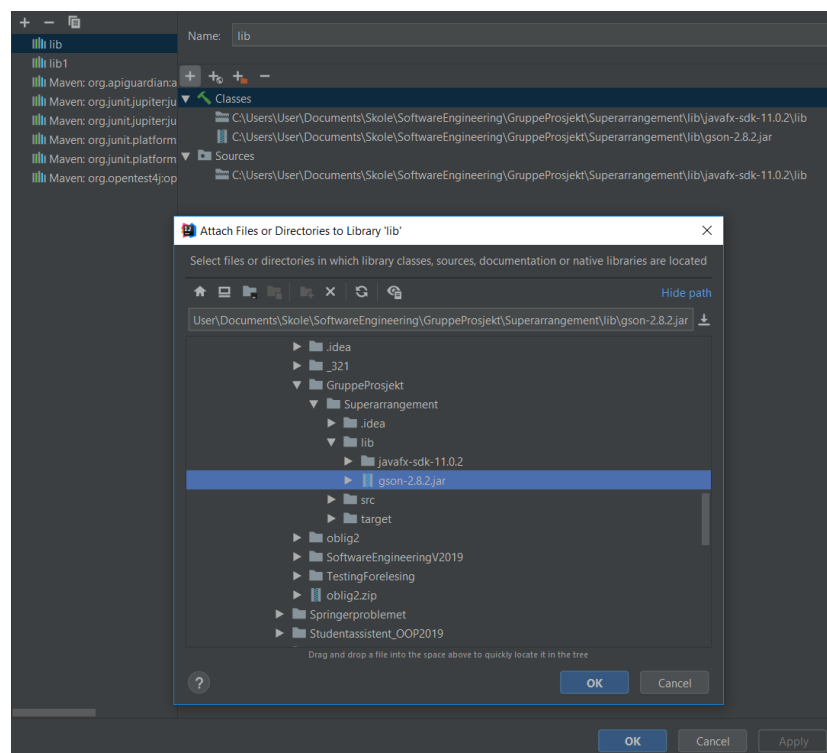 lib
lib1
Maven: org.apiguardian:a
Maven: org.junit.jupiter:ju
Maven: org.junit.jupiter:ju
Maven: org.junit.platform
Maven: org.junit.platform
Maven: org.opentest4j:op
Name: lib
Classes
C:\Users\User\Documents\Skole\SoftwareEngineering\GruppeProsjekt\Superarrangement\lib\javafx-sdk-11.0.2\lib
C:\Users\User\Documents\Skole\SoftwareEngineering\GruppeProsjekt\Superarrangement\lib\gson-2.8.2.jar
Sources
C:\Users\User\Documents\Skole\SoftwareEngineering\GruppeProsjekt\Superarrangement\lib\javafx-sdk-11.0.2\lib
Attach Files or Directories to Library 'lib'
Select files or directories in which library classes, sources, documentation or native libraries are located
Hide path
User\Documents\Skole\SoftwareEngineering\GruppeProsjekt\Superarrangement\lib\gson-2.8.2.jar
.idea
_321
GruppeProsjekt
Superarrangement
.idea
lib
javafx-sdk-11.0.2
gson-2.8.2.jar
src
target
oblig2
SoftwareEngineeringV2019
TestingForelesing
oblig2.zip
Springerproblemet
Studentassistent_OOP2019
Drag and drop a file into the space above to quickly locate it in the tree
? OK Cancel
OK Cancel Apply